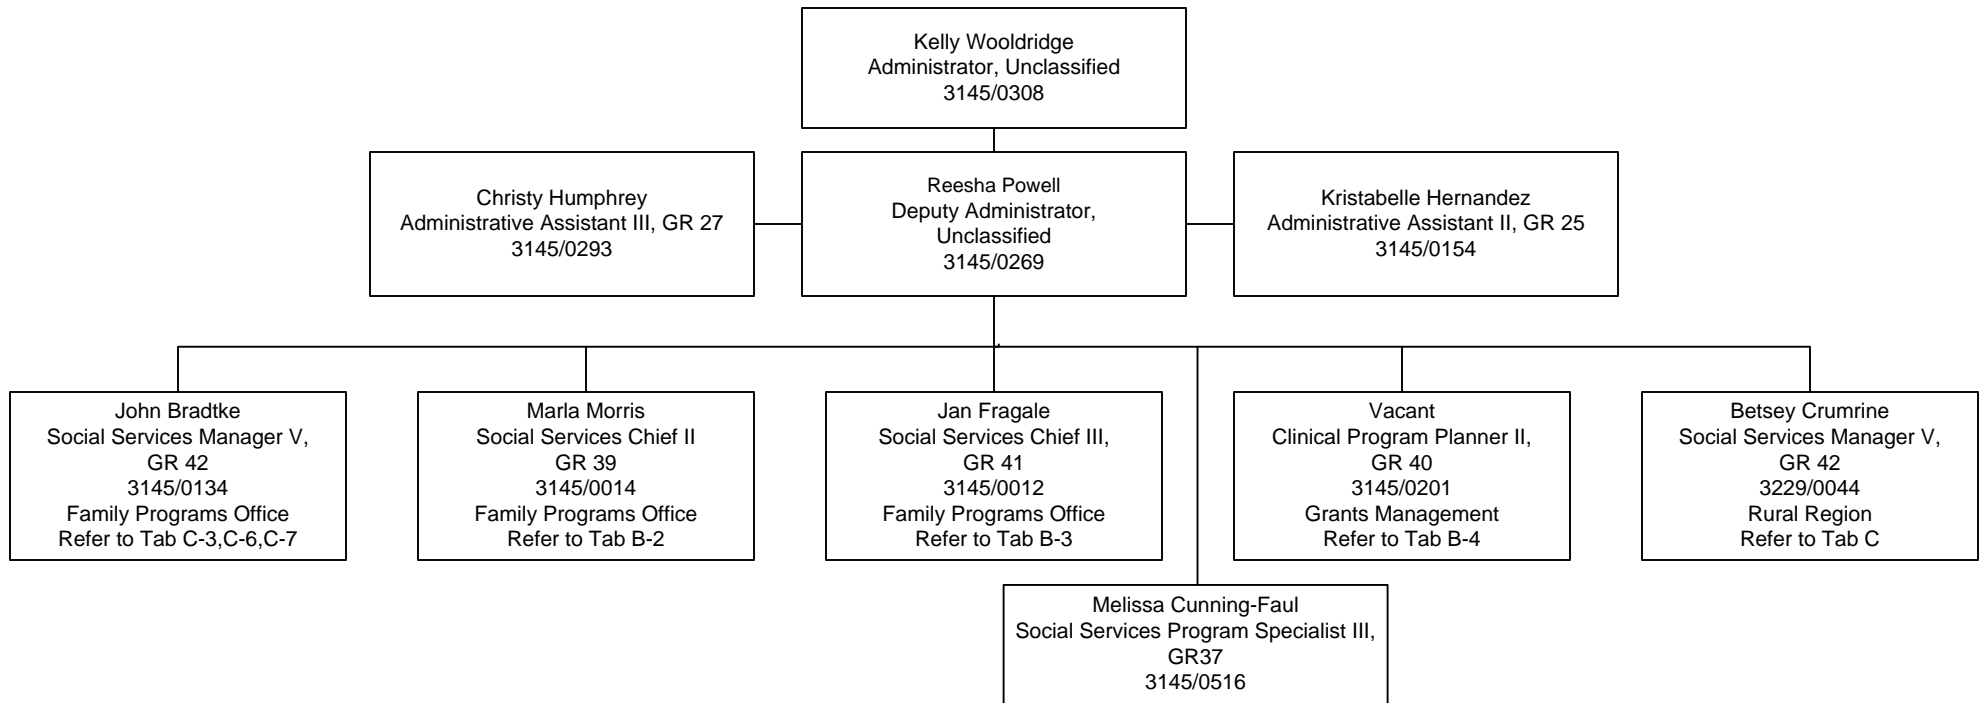 Kelly Wooldridge
Administrator, Unclassified
3145/0308
Christy Humphrey
Administrative Assistant III, GR 27
3145/0293
Reesha Powell
Deputy Administrator,
Unclassified
3145/0269
Kristabelle Hernandez
Administrative Assistant II, GR 25
3145/0154
John Bradtke
Social Services Manager V,
GR 42
3145/0134
Family Programs Office
Refer to Tab C-3,C-6,C-7
Marla Morris
Social Services Chief II
GR 39
3145/0014
Family Programs Office
Refer to Tab B-2
Jan Fragale
Social Services Chief III,
GR 41
3145/0012
Family Programs Office
Refer to Tab B-3
Vacant
Clinical Program Planner II,
GR 40
3145/0201
Grants Management
Refer to Tab B-4
Betsey Crumrine
Social Services Manager V,
GR 42
3229/0044
Rural Region
Refer to Tab C
Melissa Cunning-Faul
Social Services Program Specialist III,
GR37
3145/0516